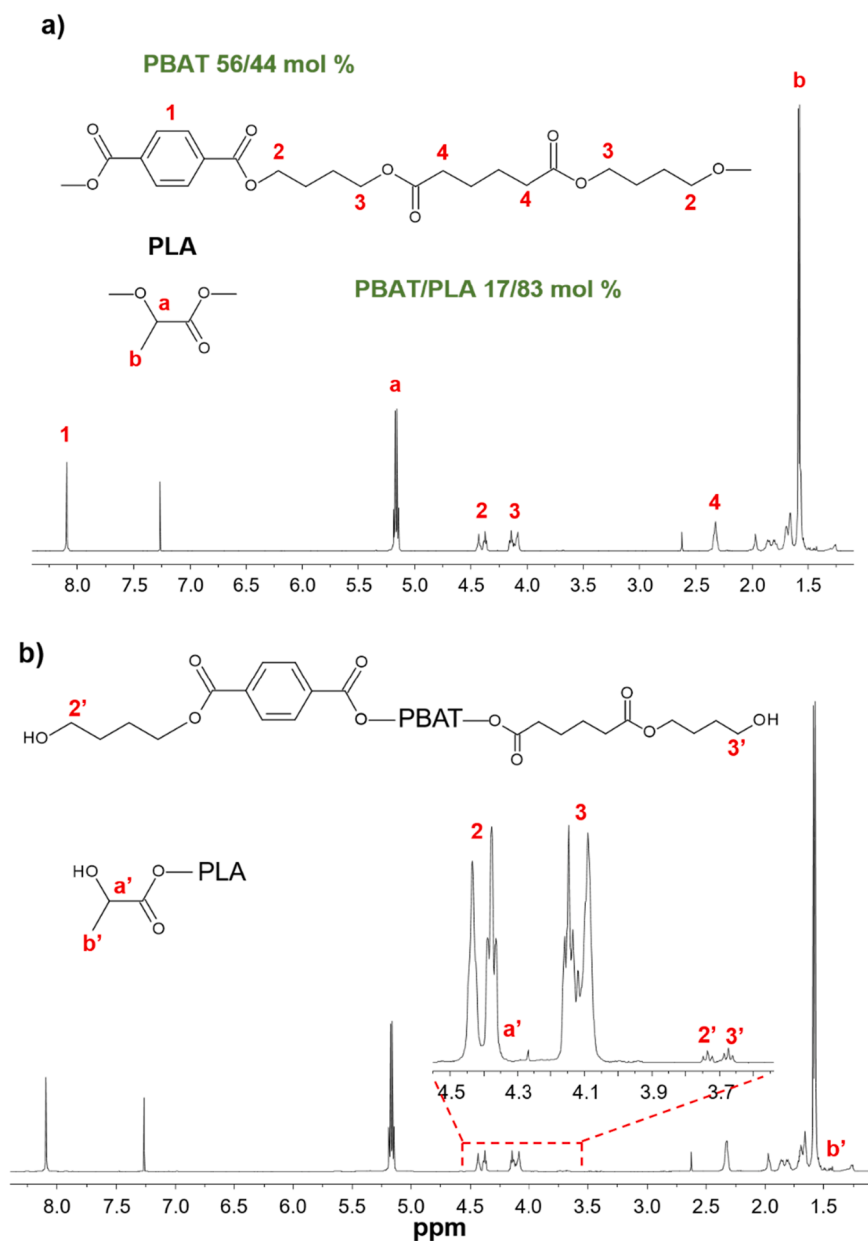 a)
PBAT 56/44 mol %
b
1
O
O
O
2
4
3
O
O
O
O
3
4
O
O
2
PLA
O
O
a
O
b
PBAT/PLA 17/83 mol %
a
1
2
3
4
8.0 7.5 7.0 6.5 6.0 5.5 5.0 4.5 4.0 3.5 3.0 2.5 2.0 1.5
b)
O
O
2'
O
HO
O
PBAT
O
O
O
O
OH
3'
2
3
HO
O
PLA
a'
O
b'
a'
2'
3'
4.5 4.3 4.1 3.9 3.7
b'
8.0 7.5 7.0 6.5 6.0 5.5 5.0 4.5 4.0 3.5 3.0 2.5 2.0 1.5
ppm